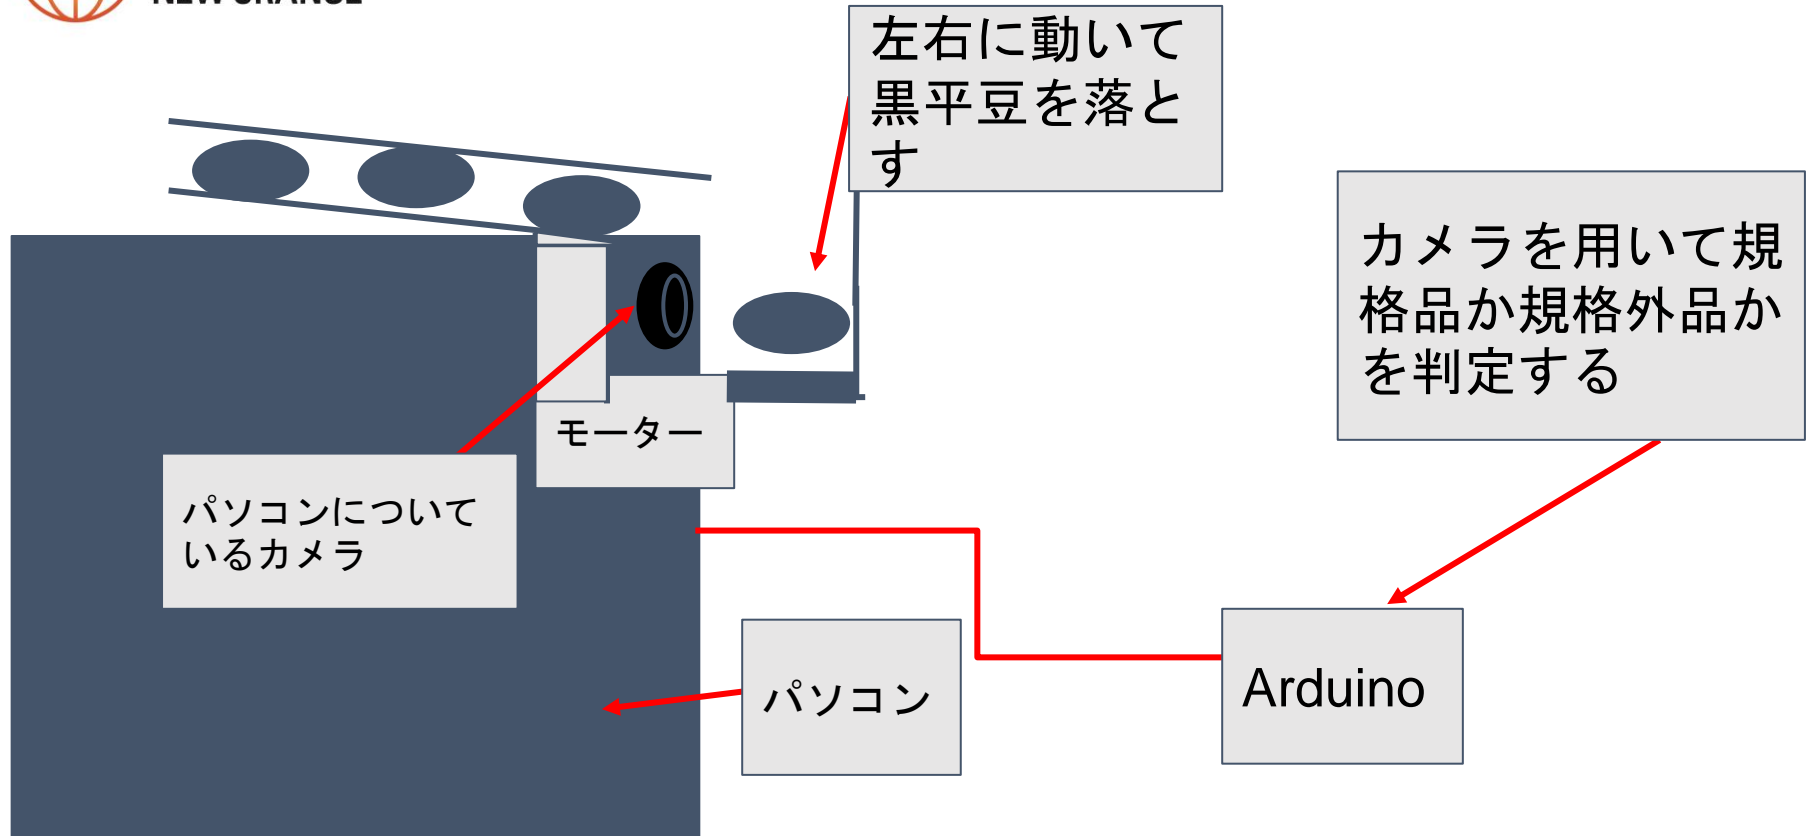 左右に動いて
黒平豆を落と
す
カメラを用いて規
格品か規格外品か
を判定する
モーター
パソコンについて
いるカメラ
パソコン
Arduino